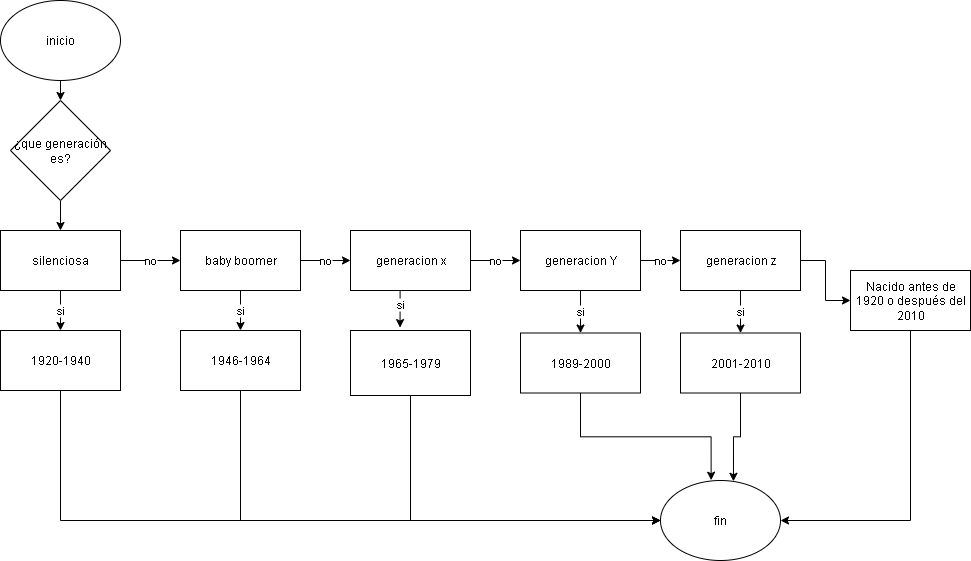 inicio
¿que generación
es?
silenciosa
no
baby boomer
no
generacion x
no
generacion Y
no
generacion z
Nacido antes de
1920 o después del
2010
si
si
si
si
si
1920-1940
1946-1964
1965-1979
1989-2000
2001-2010
fin